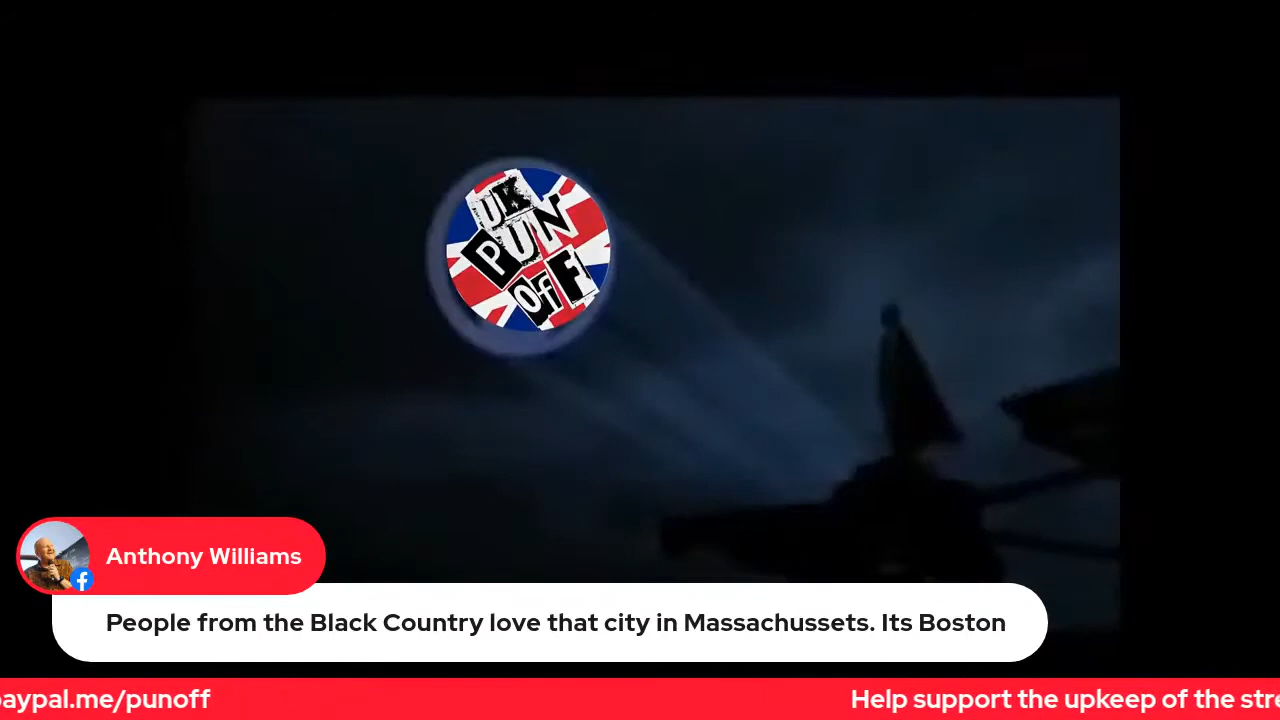 UK
PUN
OfF
Anthony Williams
People from the Black Country love that city in Massachussets. Its Boston
paypal.me/punoff
Help support the upkeep of the stre